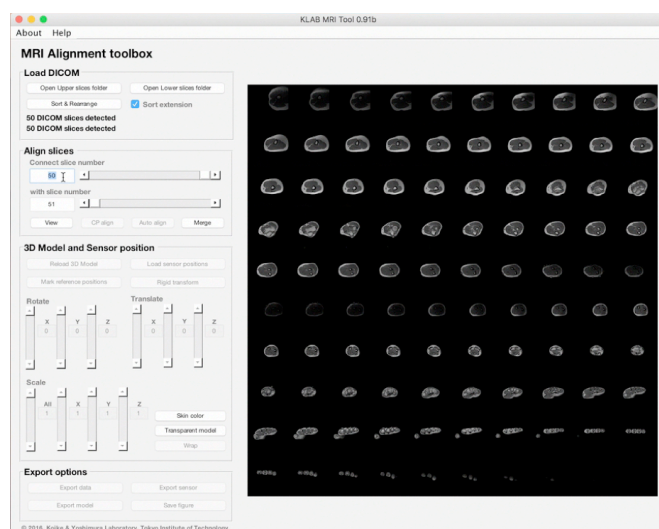 KLAB MRI Tool 0.91b
About Help
MRI Alignment toolbox
Load DICOM
Open Upper slices folder Open Lower slices folder
Sort & Rearrange Sort extension
50 DICOM slices detected
50 DICOM slices detected
Align slices
Connect slice number
50
with slice number
51
View CP align Auto align Merge
3D Model and Sensor position
Reload 3D Model Load sensor positions
Mark reference positions Rigid transform
Rotate Translate
X Y Z X Y Z
0 0 0 0 0 0
Scale
All X Y Z
1 1 1 1
Skin color
Transparent model
Wrap
Export options
Export data Export sensor
Export model Save figure
© 2016, Koike & Yoshimura Laboratory, Tokyo Institute of Technology